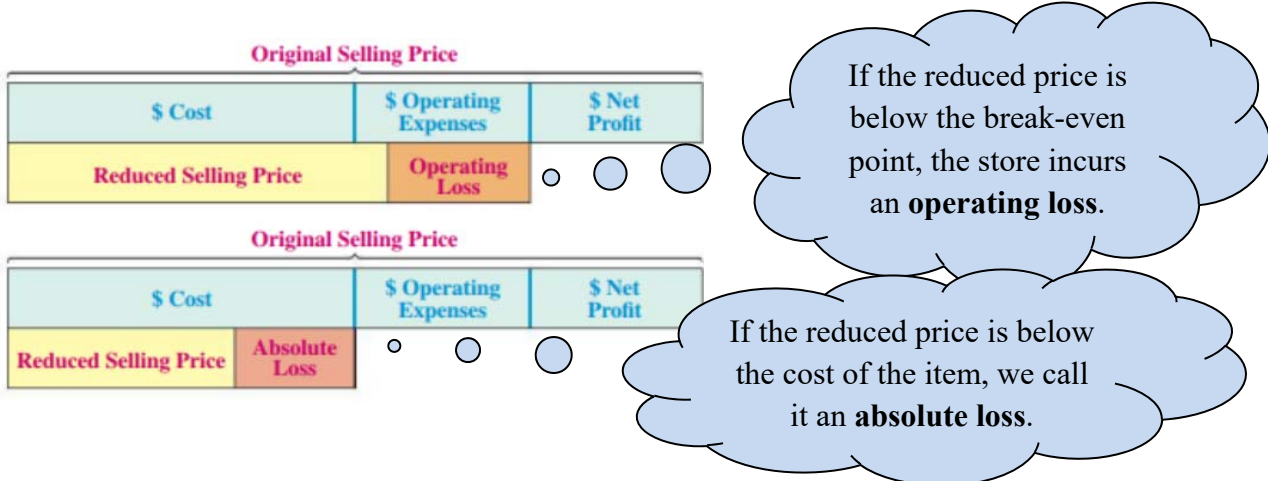 Original Selling Price
$ Cost
$ Operating
Expenses
$ Net
Profit
Reduced Selling Price
Operating
Loss
If the reduced price is
below the break-even
point, the store incurs
an operating loss.
Original Selling Price
$ Cost
$ Operating
Expenses
$ Net
Profit
Reduced Selling Price
Absolute
Loss
If the reduced price is below
the cost of the item, we call
it an absolute loss.